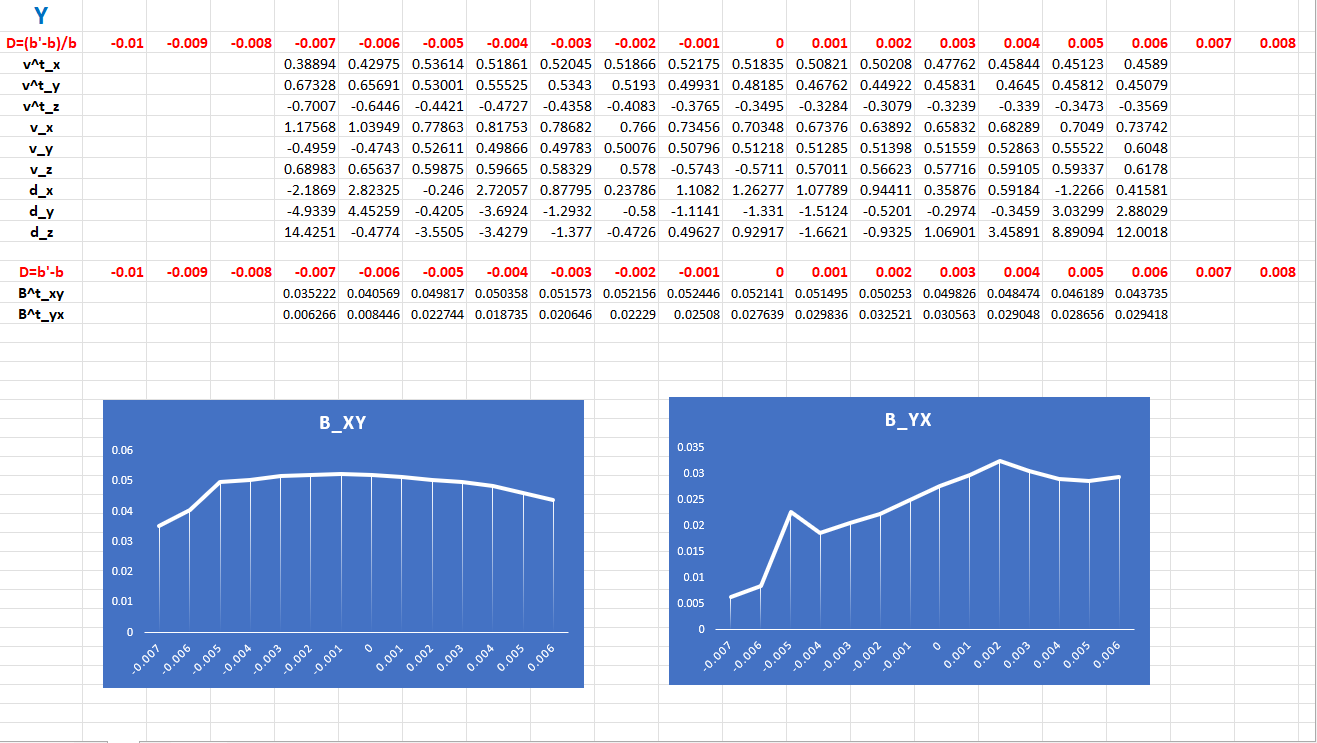 Y
D=(b'-b)/b -0.01 -0.009 -0.008 -0.007 -0.006 -0.005 -0.004 -0.003 -0.002 -0.001 0 0.001 0.002 0.003 0.004 0.005 0.006 0.007 0.008
v^t_x 0.38894 0.42975 0.53614 0.51861 0.52045 0.51866 0.52175 0.51835 0.50821 0.50208 0.47762 0.45844 0.45123 0.4589
v^t_y 0.67328 0.65691 0.53001 0.55525 0.5343 0.5193 0.49931 0.48185 0.46762 0.44922 0.45831 0.4645 0.45812 0.45079
v^t_z -0.7007 -0.6446 -0.4421 -0.4727 -0.4358 -0.4083 -0.3765 -0.3495 -0.3284 -0.3079 -0.3239 -0.339 -0.3473 -0.3569
v_x 1.17568 1.03949 0.77863 0.81753 0.78682 0.766 0.73456 0.70348 0.67376 0.63892 0.65832 0.68289 0.7049 0.73742
v_y -0.4959 -0.4743 0.52611 0.49866 0.49783 0.50076 0.50796 0.51218 0.51285 0.51398 0.51559 0.52863 0.55522 0.6048
v_z 0.68983 0.65637 0.59875 0.59665 0.58329 0.578 -0.5743 -0.5711 0.57011 0.56623 0.57716 0.59105 0.59337 0.6178
d_x -2.1869 2.82325 -0.246 2.72057 0.87795 0.23786 1.1082 1.26277 1.07789 0.94411 0.35876 0.59184 -1.2266 0.41581
d_y -4.9339 4.45259 -0.4205 -3.6924 -1.2932 -0.58 -1.1141 -1.331 -1.5124 -0.5201 -0.2974 -0.3459 3.03299 2.88029
d_z 14.4251 -0.4774 -3.5505 -3.4279 -1.377 -0.4726 0.49627 0.92917 -1.6621 -0.9325 1.06901 3.45891 8.89094 12.0018
D=b'-b -0.01 -0.009 -0.008 -0.007 -0.006 -0.005 -0.004 -0.003 -0.002 -0.001 0 0.001 0.002 0.003 0.004 0.005 0.006 0.007 0.008
B^t_xy 0.035222 0.040569 0.049817 0.050358 0.051573 0.052156 0.052446 0.052141 0.051495 0.050253 0.049826 0.048474 0.046189 0.043735
B^t_yx 0.006266 0.008446 0.022744 0.018735 0.020646 0.02229 0.02508 0.027639 0.029836 0.032521 0.030563 0.029048 0.028656 0.029418
B_XY
0.06
0.05
0.04
0.03
0.02
0.01
0
-0.007 -0.006 -0.005 -0.004 -0.003 -0.002 -0.001 0 0.001 0.002 0.003 0.004 0.005 0.006
B_YX
0.035
0.03
0.025
0.02
0.015
0.01
0.005
0
-0.007 -0.006 -0.005 -0.004 -0.003 -0.002 -0.001 0 0.001 0.002 0.003 0.004 0.005 0.006